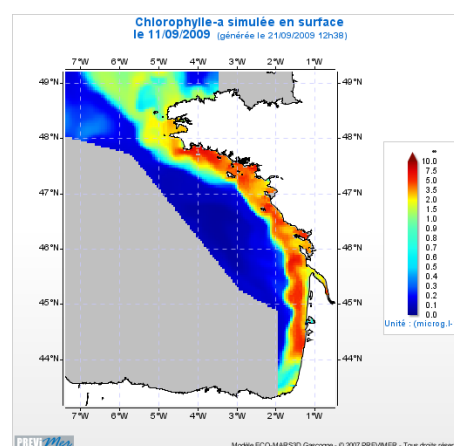 Chlorophylle-a simulée en surface
le 11/09/2009 (générée le 21/09/2009 12h38)
7°W 6°W 5°W 4°W 3°W 2°W 1°W
49°N 49°N
48°N 48°N
47°N 47°N
46°N 46°N
45°N 45°N
44°N 44°N
7°W 6°W 5°W 4°W 3°W 2°W 1°W
∞
10.0
7.5
5.0
3.5
2.0
1.5
1.0
0.9
0.8
0.7
0.6
0.5
0.4
0.3
0.2
0.1
0.0
Unité : (microg.l-
PREVIMer
Modèle ECO-MARS3D Gascogne - © 2007 PREVIMER - Tous droits réser